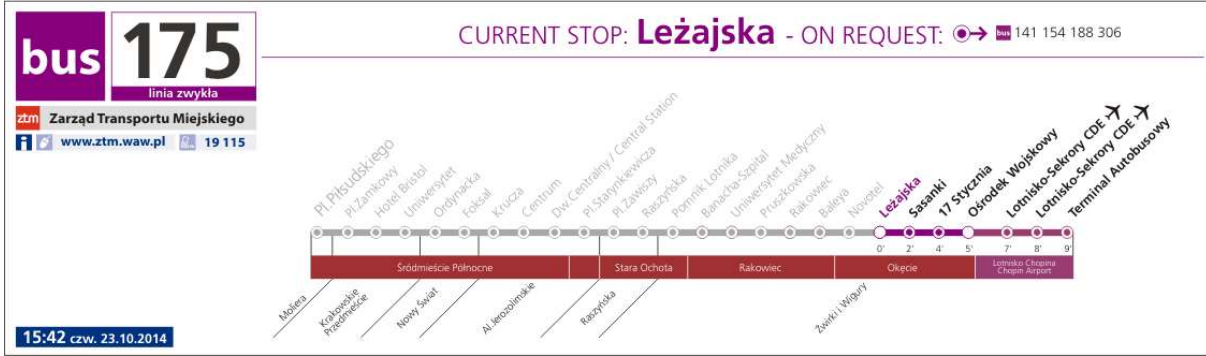 bus 175
linia zwykła
ztm Zarząd Transportu Miejskiego
i www.ztm.waw.pl 19 115
CURRENT STOP: Leżajska - ON REQUEST: bus 141 154 188 306
Pl.Piłsudskiego
Pl.Zamkowy
Hotel Bristol
Uniwersytet
Ordynacka
Foksal
Krucza
Centrum
Dw.Centralny / Central Station
Pl.Starynkiewicza
Pl.Zawiszy
Raszyńska
Pomnik Lotnika
Banacha-Szpital
Uniwersytet Medyczny
Pruszkowska
Rakowiec
Baleya
Novotel
Leżajska
Sasanki
17 Stycznia
Ośrodek Wojskowy
Lotnisko-Sekrory CDE
Lotnisko-Sekrory CDE
Terminal Autobusowy
0' 2' 4' 5' 7' 8' 9'
Śródmieście Północne
Stara Ochota
Rakowiec
Okęcie
Lotnisko Chopina
Chopin Airport
Moliera
Krakowskie
Przedmieście
Nowy Świat
Al.Jerozolimskie
Raszyńska
Żwirki i Wigury
15:42 czw. 23.10.2014